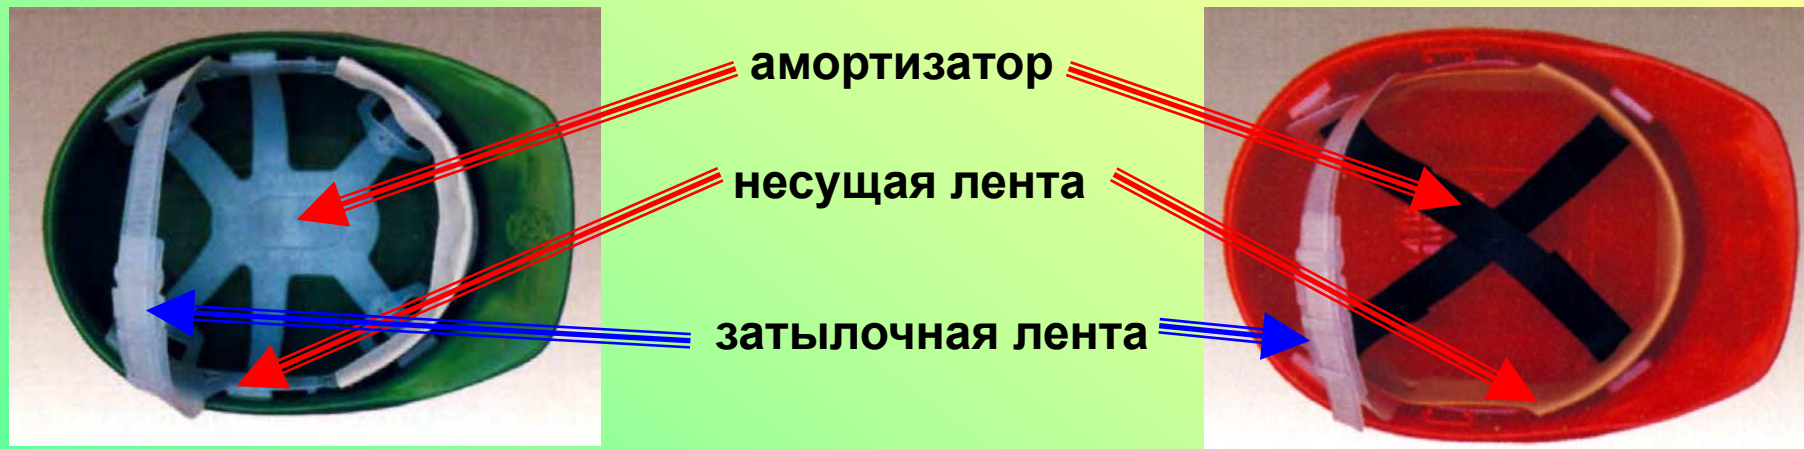 амортизатор
несущая лента
затылочная лента